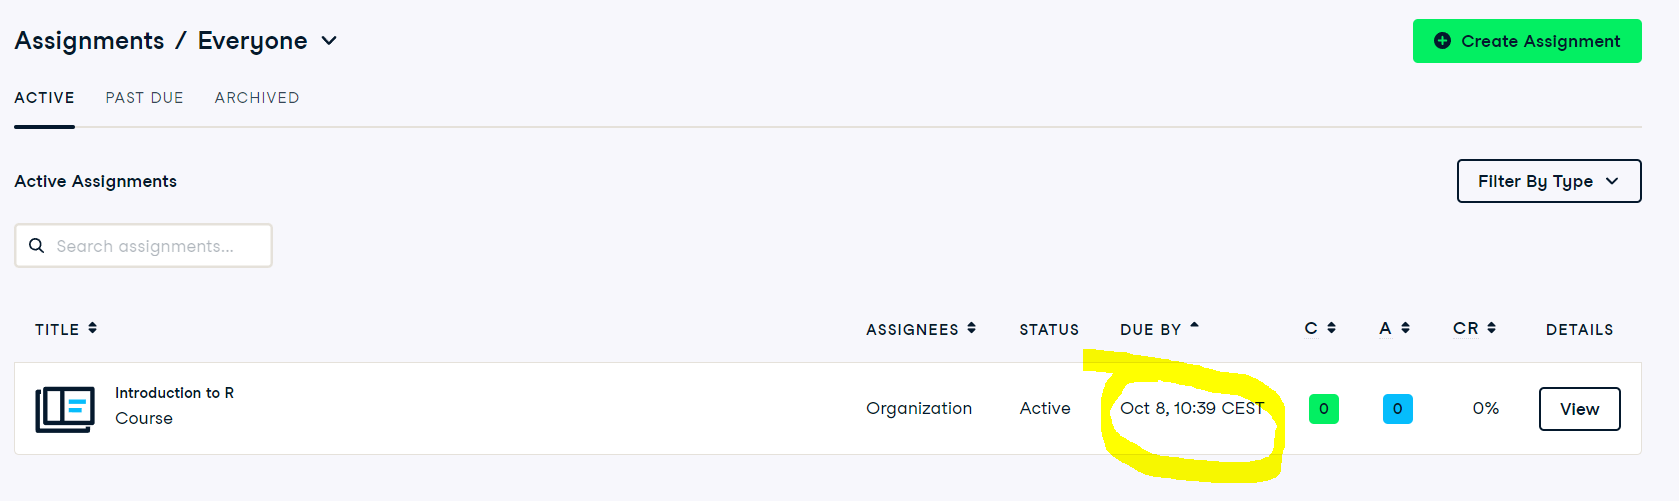 Assignments / Everyone
Create Assignment
ACTIVE PAST DUE ARCHIVED
Active Assignments
Filter By Type
Search assignments...
TITLE ASSIGNEES STATUS DUE BY C A CR DETAILS
Introduction to R
Course
Organization Active Oct 8, 10:39 CEST 0 0 0% View